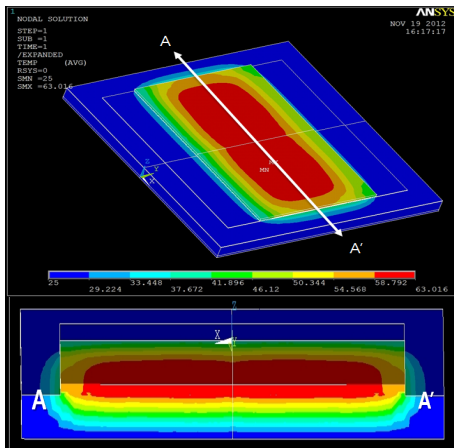 1
NODAL SOLUTION
STEP=1
SUB =1
TIME=1
/EXPANDED
TEMP (AVG)
RSYS=0
SMN =25
SMX =63.016
ANSYS
NOV 19 2012
16:17:17
A
Z
Y
X
MX
MN
A'
25 33.448 41.896 50.344 58.792
29.224 37.672 46.12 54.568 63.016
Z
X
Y
A A'